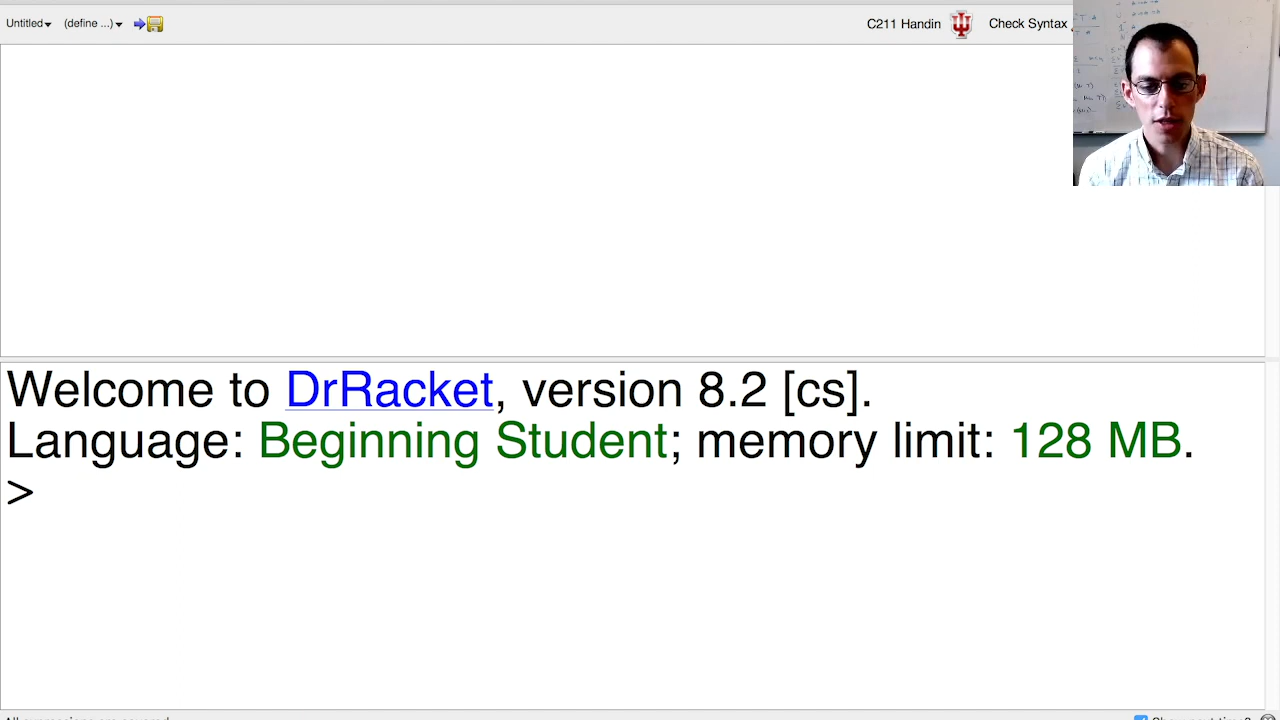 Untitled (define ...) C211 Handin Check Syntax
Welcome to DrRacket, version 8.2 [cs].
Language: Beginning Student; memory limit: 128 MB.
>